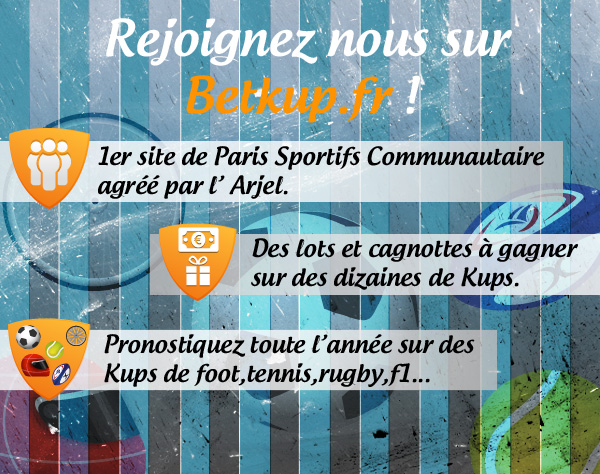 Rejoignez nous sur
Betkup.fr !
1er site de Paris Sportifs Communautaire
agréé par l' Arjel.
Des lots et cagnottes à gagner
sur des dizaines de Kups.
Pronostiquez toute l'année sur des
Kups de foot,tennis,rugby,f1...